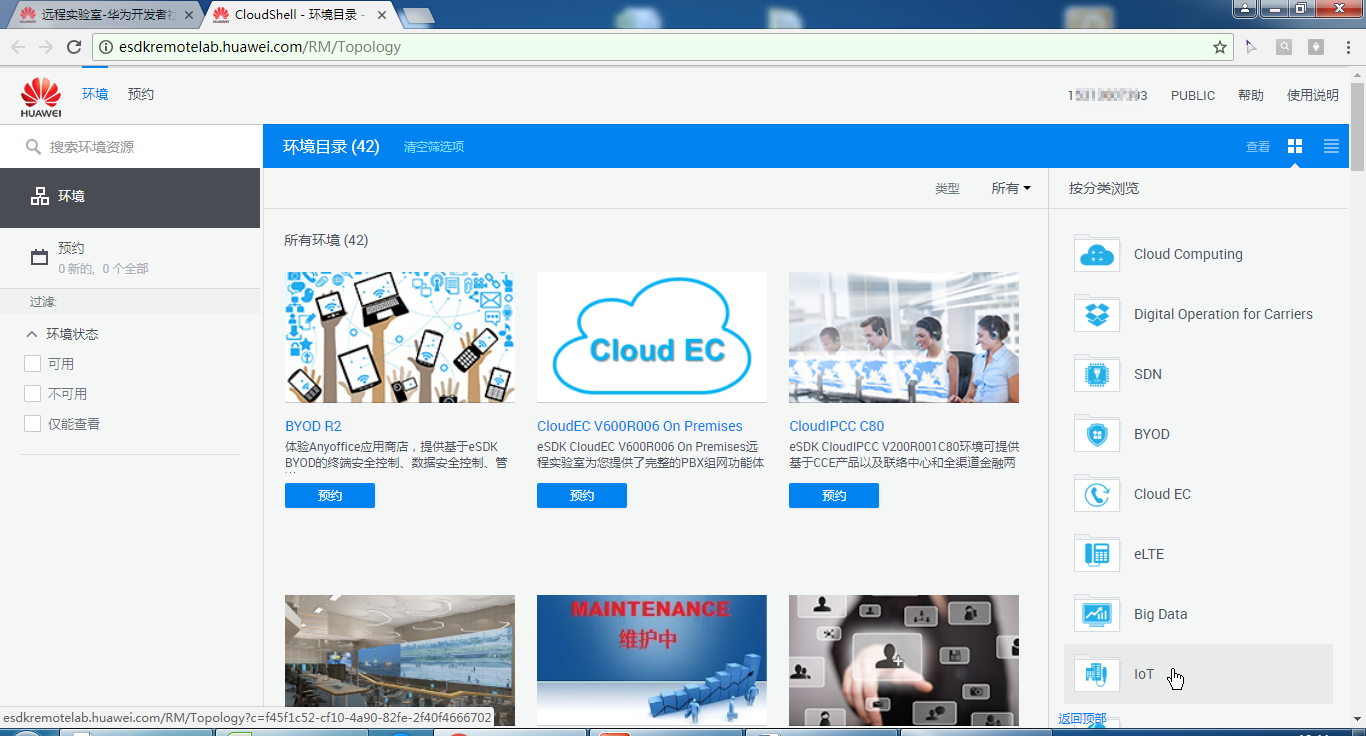 远程实验室-华为开发者社
CloudShell - 环境目录 -
esdkremotelab.huawei.com/RM/Topology
HUAWEI
环境
预约
PUBLIC
帮助
使用说明
搜索环境资源
环境目录 (42)
清空筛选项
查看
环境
类型
所有
按分类浏览
预约
0 新的，0 个全部
过滤:
环境状态
可用
不可用
仅能查看
所有环境 (42)
Cloud EC
BYOD R2
体验Anyoffice应用商店，提供基于eSDK
BYOD的终端安全控制、数据安全控制、管
预约
CloudEC V600R006 On Premises
eSDK CloudEC V600R006 On Premises远
程实验室为您提供了完整的PBX组网功能体
预约
CloudIPCC C80
eSDK CloudIPCC V200R001C80环境可提供
基于CCE产品以及联络中心和全渠道金融两
预约
MAINTENANCE
维护中
Cloud Computing
Digital Operation for Carriers
SDN
BYOD
Cloud EC
eLTE
Big Data
IoT
返回顶部
esdkremotelab.huawei.com/RM/Topology?c=f45f1c52-cf10-4a90-82fe-2f40f4666702